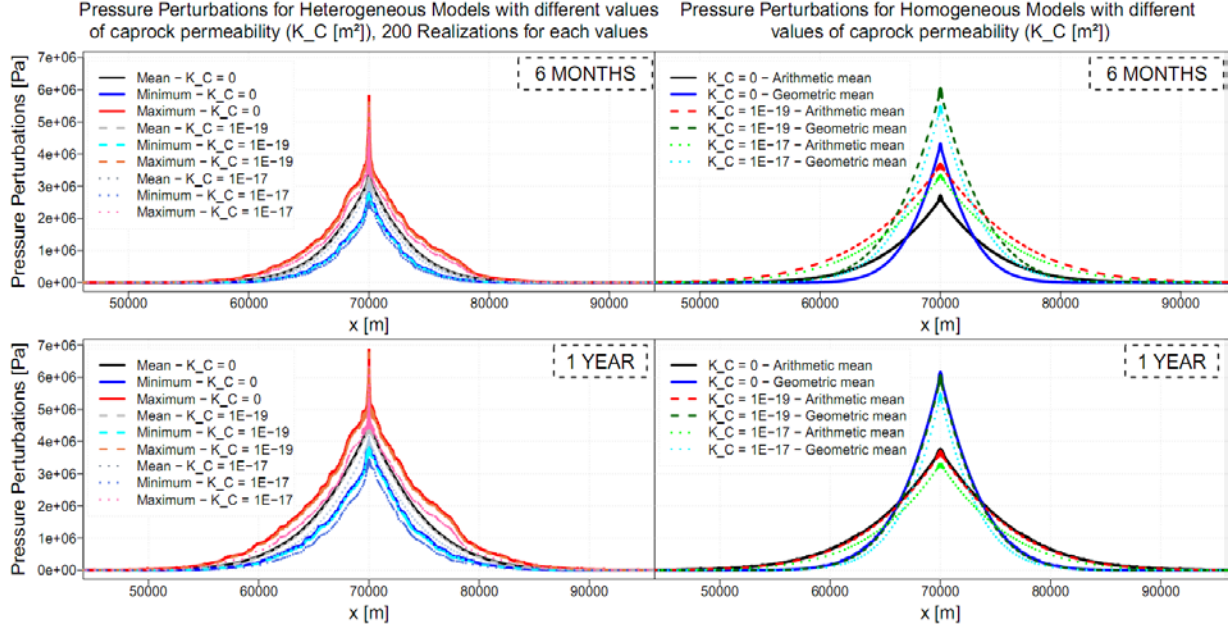 Pressure Perturbations for Heterogeneous Models with different values
of caprock permeability (K_C [m²]), 200 Realizations for each values
Pressure Perturbations for Homogeneous Models with different
values of caprock permeability (K_C [m²])
Pressure Perturbations [Pa]
7e+06
6e+06
5e+06
4e+06
3e+06
2e+06
1e+06
0e+00
Mean − K_C = 0
Minimum − K_C = 0
Maximum − K_C = 0
Mean − K_C = 1E−19
Minimum − K_C = 1E−19
Maximum − K_C = 1E−19
Mean − K_C = 1E−17
Minimum − K_C = 1E−17
Maximum − K_C = 1E−17
6 MONTHS
50000 60000 70000 80000 90000
x [m]
K_C = 0 − Arithmetic mean
K_C = 0 − Geometric mean
K_C = 1E−19 − Arithmetic mean
K_C = 1E−19 − Geometric mean
K_C = 1E−17 − Arithmetic mean
K_C = 1E−17 − Geometric mean
6 MONTHS
50000 60000 70000 80000 90000
x [m]
Pressure Perturbations [Pa]
7e+06
6e+06
5e+06
4e+06
3e+06
2e+06
1e+06
0e+00
Mean − K_C = 0
Minimum − K_C = 0
Maximum − K_C = 0
Mean − K_C = 1E−19
Minimum − K_C = 1E−19
Maximum − K_C = 1E−19
Mean − K_C = 1E−17
Minimum − K_C = 1E−17
Maximum − K_C = 1E−17
1 YEAR
50000 60000 70000 80000 90000
x [m]
K_C = 0 − Arithmetic mean
K_C = 0 − Geometric mean
K_C = 1E−19 − Arithmetic mean
K_C = 1E−19 − Geometric mean
K_C = 1E−17 − Arithmetic mean
K_C = 1E−17 − Geometric mean
1 YEAR
50000 60000 70000 80000 90000
x [m]